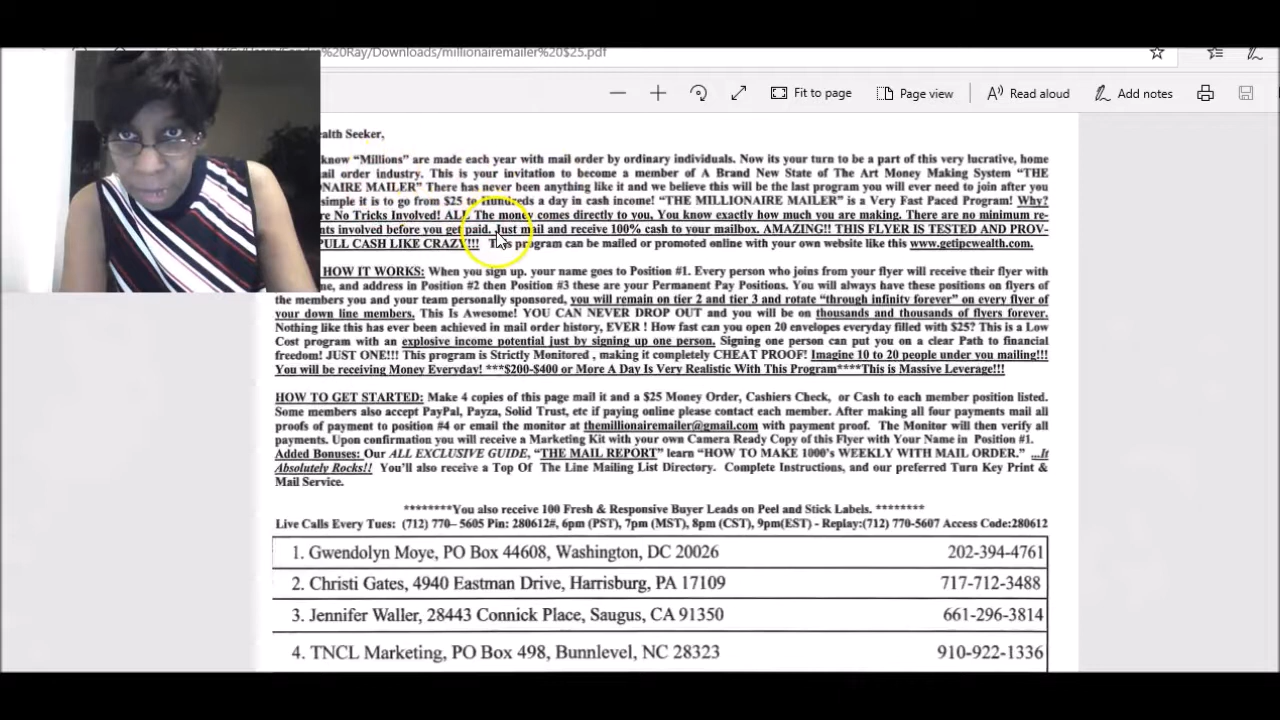 Ray/Downloads/millionairemailer%20$25.pdf
Fit to page Page view Read aloud Add notes
ealth Seeker,
know “Millions” are made each year with mail order by ordinary individuals. Now its your turn to be a part of this very lucrative, home
ail order industry. This is your invitation to become a member of A Brand New State of The Art Money Making System “THE
NAIRE MAILER” There has never been anything like it and we believe this will be the last program you will ever need to join after you
simple it is to go from $25 to Hundreds a day in cash income! “THE MILLIONAIRE MAILER” is a Very Fast Paced Program! Why?
re No Tricks Involved! ALL The money comes directly to you, You know exactly how much you are making. There are no minimum re-
nts involved before you get paid. Just mail and receive 100% cash to your mailbox. AMAZING!! THIS FLYER IS TESTED AND PROV-
PULL CASH LIKE CRAZY!!! This program can be mailed or promoted online with your own website like this www.getipcwealth.com.
HOW IT WORKS: When you sign up, your name goes to Position #1. Every person who joins from your flyer will receive their flyer with
ne, and address in Position #2 then Position #3 these are your Permanent Pay Positions. You will always have these positions on flyers of
the members you and your team personally sponsored, you will remain on tier 2 and tier 3 and rotate “through infinity forever” on every flyer of
your down line members. This Is Awesome! YOU CAN NEVER DROP OUT and you will be on thousands and thousands of flyers forever.
Nothing like this has ever been achieved in mail order history, EVER ! How fast can you open 20 envelopes everyday filled with $25? This is a Low
Cost program with an explosive income potential just by signing up one person. Signing one person can put you on a clear Path to financial
freedom! JUST ONE!!! This program is Strictly Monitored , making it completely CHEAT PROOF! Imagine 10 to 20 people under you mailing!!!
You will be receiving Money Everyday! ***$200-$400 or More A Day Is Very Realistic With This Program****This is Massive Leverage!!!
HOW TO GET STARTED: Make 4 copies of this page mail it and a $25 Money Order, Cashiers Check, or Cash to each member position listed.
Some members also accept PayPal, Payza, Solid Trust, etc if paying online please contact each member. After making all four payments mail all
proofs of payment to position #4 or email the monitor at themillionairemailer@gmail.com with payment proof. The Monitor will then verify all
payments. Upon confirmation you will receive a Marketing Kit with your own Camera Ready Copy of this Flyer with Your Name in Position #1.
Added Bonuses: Our ALL EXCLUSIVE GUIDE, “THE MAIL REPORT” learn “HOW TO MAKE 1000's WEEKLY WITH MAIL ORDER.” ...It
Absolutely Rocks!! You'll also receive a Top Of The Line Mailing List Directory. Complete Instructions, and our preferred Turn Key Print &
Mail Service.
********You also receive 100 Fresh & Responsive Buyer Leads on Peel and Stick Labels. ********
Live Calls Every Tues: (712) 770– 5605 Pin: 280612#, 6pm (PST), 7pm (MST), 8pm (CST), 9pm(EST) - Replay:(712) 770-5607 Access Code:280612
1. Gwendolyn Moye, PO Box 44608, Washington, DC 20026 202-394-4761
2. Christi Gates, 4940 Eastman Drive, Harrisburg, PA 17109 717-712-3488
3. Jennifer Waller, 28443 Connick Place, Saugus, CA 91350 661-296-3814
4. TNCL Marketing, PO Box 498, Bunnlevel, NC 28323 910-922-1336